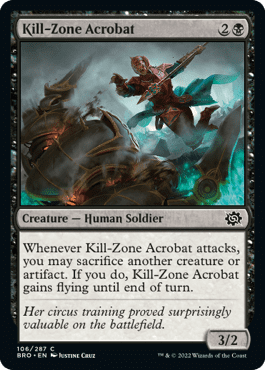 Kill-Zone Acrobat 2
Creature — Human Soldier
Whenever Kill-Zone Acrobat attacks,
you may sacrifice another creature or
artifact. If you do, Kill-Zone Acrobat
gains flying until end of turn.
Her circus training proved surprisingly
valuable on the battlefield.
3/2
106/287 C
BRO • EN Justine Cruz ™ & © 2022 Wizards of the Coast